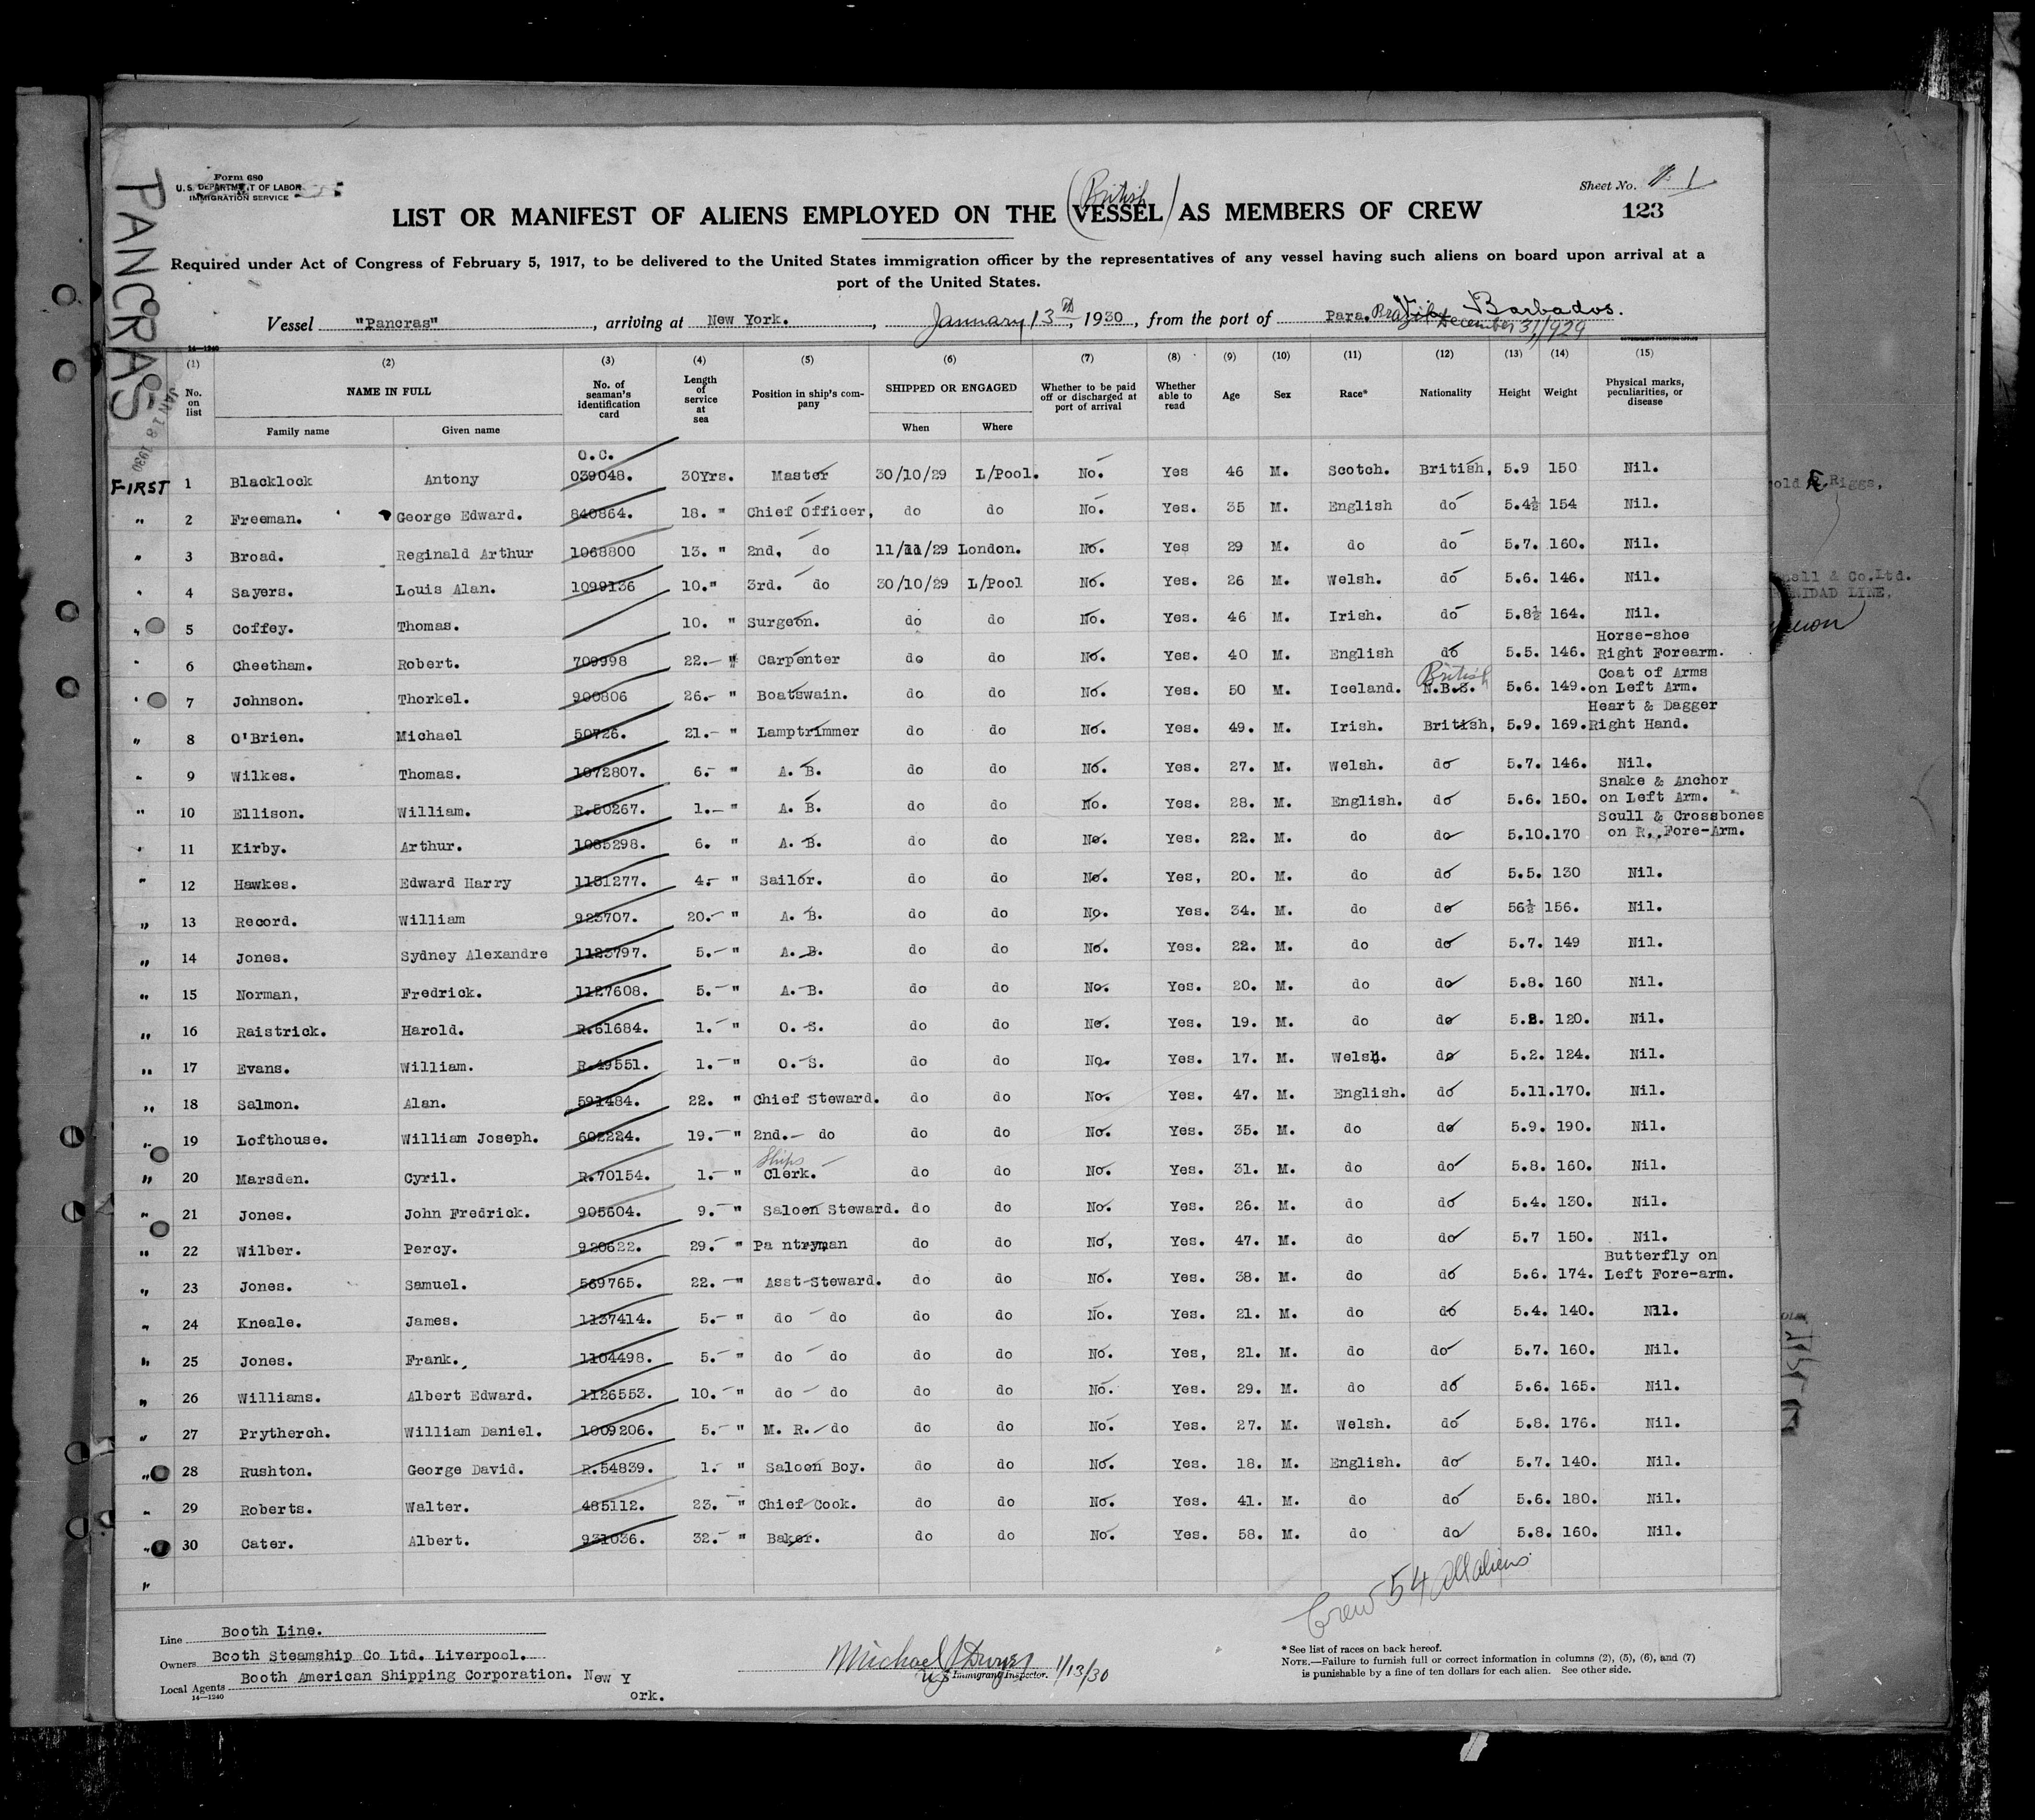 PANCRAS
JAN 1 8 1930
Form 680
U. S. DEPARTMENT OF LABOR
IMMIGRATION SERVICE
Sheet No. 1
123
British
LIST OR MANIFEST OF ALIENS EMPLOYED ON THE (VESSEL) AS MEMBERS OF CREW
Required under Act of Congress of February 5, 1917, to be delivered to the United States immigration officer by the representatives of any vessel having such aliens on board upon arrival at a
port of the United States.
Vessel "Pancras" , arriving at New York. , January 13th, 1930, from the port of Para. Brazil Barbados.
December 31/1929
14—1240
(1) (2) (3) (4) (5) (6) (7) (8) (9) (10) (11) (12) (13) (14) (15)
No. on list NAME IN FULL Family name Given name No. of seaman's identification card Length of service at sea Position in ship's company SHIPPED OR ENGAGED When Where Whether to be paid off or discharged at port of arrival Whether able to read Age Sex Race* Nationality Height Weight Physical marks, peculiarities, or disease
FIRST 1 Blacklock Antony O.C. 039048. 30Yrs. Master 30/10/29 L/Pool. No. Yes 46 M. Scotch. British, 5.9 150 Nil.
" 2 Freeman. George Edward. 840864. 18. " Chief Officer, do do No. Yes. 35 M. English do 5.4½ 154 Nil.
" 3 Broad. Reginald Arthur 1068800 13. " 2nd. do 11/11/29 London. No. Yes 29 M. do do 5.7. 160. Nil.
" 4 Sayers. Louis Alan. 1099136 10." 3rd. do 30/10/29 L/Pool No. Yes. 26 M. Welsh. do 5.6. 146. Nil.
" 5 Coffey. Thomas. 10. " Surgeon. do do No. Yes. 46 M. Irish. do 5.8½ 164. Nil.
" 6 Cheetham. Robert. 709998 22. " Carpenter do do No. Yes. 40 M. English do 5.5. 146. Horse-shoe Right Forearm.
" 7 Johnson. Thorkel. 900806 26. " Boatswain. do do No. Yes. 50 M. Iceland. N.B.S. British 5.6. 149. Coat of Arms on Left Arm.
" 8 O'Brien. Michael 50726. 21. " Lamptrimmer do do No. Yes. 49. M. Irish. British, 5.9. 169. Heart & Dagger Right Hand.
" 9 Wilkes. Thomas. 1072807. 6. " A. B. do do No. Yes. 27. M. Welsh. do 5.7. 146. Nil.
" 10 Ellison. William. R.50267. 1. " A. B. do do No. Yes. 28. M. English. do 5.6. 150. Snake & Anchor on Left Arm.
" 11 Kirby. Arthur. 1085298. 6. " A. B. do do No. Yes. 22. M. do do 5.10. 170 Scull & Crossbones on R. Fore-Arm.
" 12 Hawkes. Edward Harry 1151277. 4. " Sailor. do do No. Yes, 20. M. do do 5.5. 130 Nil.
" 13 Record. William 923707. 20. " A. B. do do No. Yes. 34. M. do do 56½ 156. Nil.
" 14 Jones. Sydney Alexandre 1123797. 5. " A. B. do do No. Yes. 22. M. do do 5.7. 149 Nil.
" 15 Norman, Fredrick. 1127608. 5. " A. B. do do No. Yes. 20. M. do do 5.8. 160 Nil.
" 16 Raistrick. Harold. R.61684. 1. " O. S. do do No. Yes. 19. M. do do 5.2. 120. Nil.
" 17 Evans. William. R.49551. 1. " O. S. do do No. Yes. 17. M. Welsh. do 5.2. 124. Nil.
" 18 Salmon. Alan. 591484. 22. " Chief Steward. do do No. Yes. 47. M. English. do 5.11. 170. Nil.
" 19 Lofthouse. William Joseph. 602224. 19. " 2nd. do do do No. Yes. 35. M. do do 5.9. 190. Nil.
" 20 Marsden. Cyril. R.70154. 1. " Ships Clerk. do do No. Yes. 31. M. do do 5.8. 160. Nil.
" 21 Jones. John Fredrick. 905604. 9. " Saloon Steward. do do No. Yes. 26. M. do do 5.4. 130. Nil.
" 22 Wilber. Percy. 920622. 29. " Pa ntryman do do No, Yes. 47. M. do do 5.7 150. Nil.
" 23 Jones. Samuel. 569765. 22. " Asst Steward. do do No. Yes. 38. M. do do 5.6. 174. Butterfly on Left Fore-arm.
" 24 Kneale. James. 1137414. 5. " do do do do No. Yes. 21. M. do do 5.4. 140. Nil.
" 25 Jones. Frank. 1104498. 5. " do do do do No. Yes, 21. M. do do 5.7. 160. Nil.
" 26 Williams. Albert Edward. 1126553. 10. " do do do do No. Yes. 29. M. do do 5.6. 165. Nil.
" 27 Prytherch. William Daniel. 1009206. 5. " M. R. do do do No. Yes. 27. M. Welsh. do 5.8. 176. Nil.
" 28 Rushton. George David. R.54839. 1. " Saloon Boy. do do No. Yes. 18. M. English. do 5.7. 140. Nil.
" 29 Roberts. Walter. 485112. 23. " Chief Cook. do do No. Yes. 41. M. do do 5.6. 180. Nil.
" 30 Cater. Albert. 931036. 32. " Baker. do do No. Yes. 58. M. do do 5.8. 160. Nil.
"
Crew 54 All aliens
Line Booth Line.
Owners Booth Steamship Co Ltd. Liverpool.
Local Agents Booth American Shipping Corporation. New Y
ork.
14—1240
Michael
US Immigrant Inspector. 1/13/30
* See list of races on back hereof.
NOTE.—Failure to furnish full or correct information in columns (2), (5), (6), and (7)
is punishable by a fine of ten dollars for each alien. See other side.
Riggs,
& Co.Ltd.
LINE,